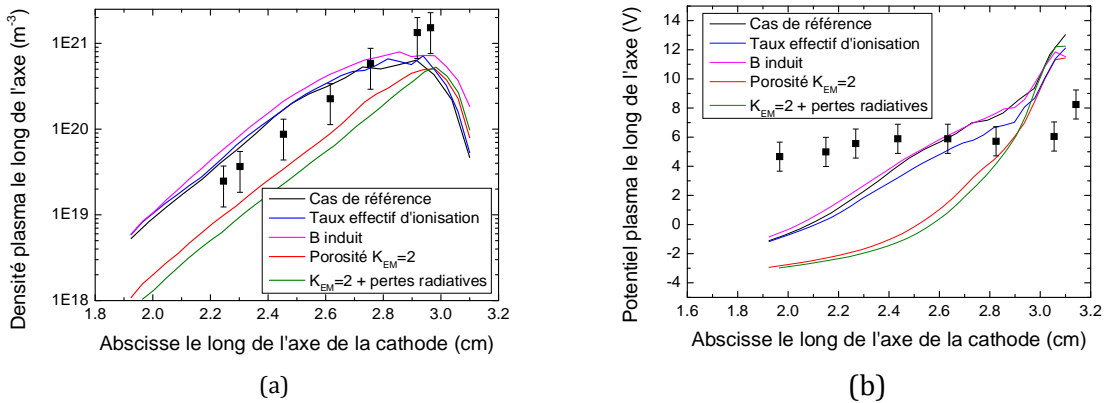 Densité plasma le long de l'axe (m-3)
1E21
1E20
1E19
1E18
Cas de référence
Taux effectif d'ionisation
B induit
Porosité KEM=2
KEM=2 + pertes radiatives
1.8 2.0 2.2 2.4 2.6 2.8 3.0 3.2
Abscisse le long de l'axe de la cathode (cm)
(a)
Potentiel plasma le long de l'axe (V)
14
12
10
8
6
4
2
0
-2
-4
Cas de référence
Taux effectif d'ionisation
B induit
Porosité KEM=2
KEM=2 + pertes radiatives
1.6 1.8 2.0 2.2 2.4 2.6 2.8 3.0 3.2
Abscisse le long de l'axe de la cathode (cm)
(b)